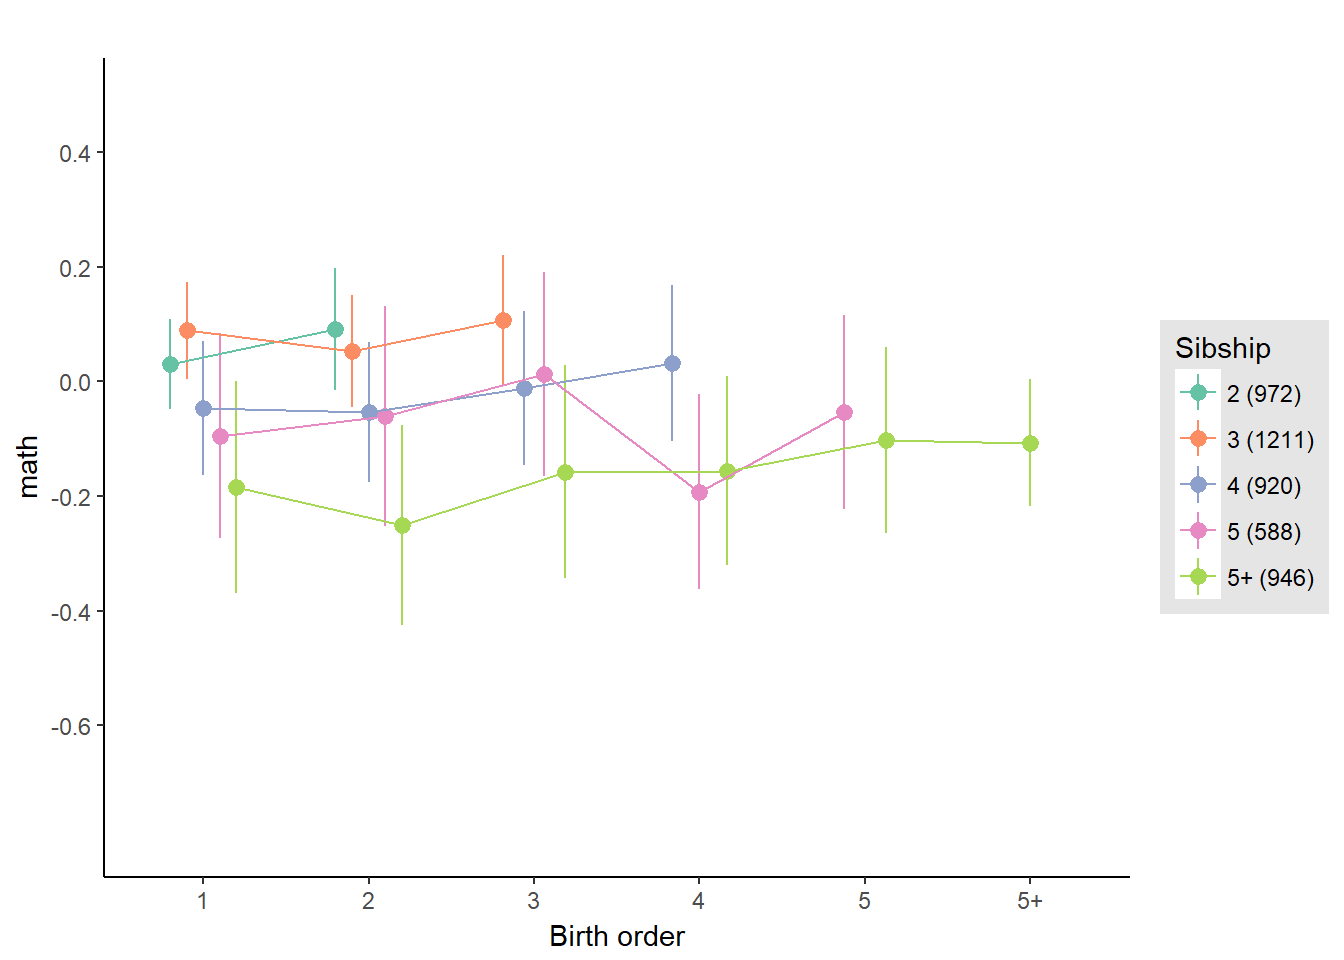 0.4
0.2
0.0
-0.2
-0.4
-0.6
math
1 2 3 4 5 5+
Birth order
Sibship
2 (972)
3 (1211)
4 (920)
5 (588)
5+ (946)